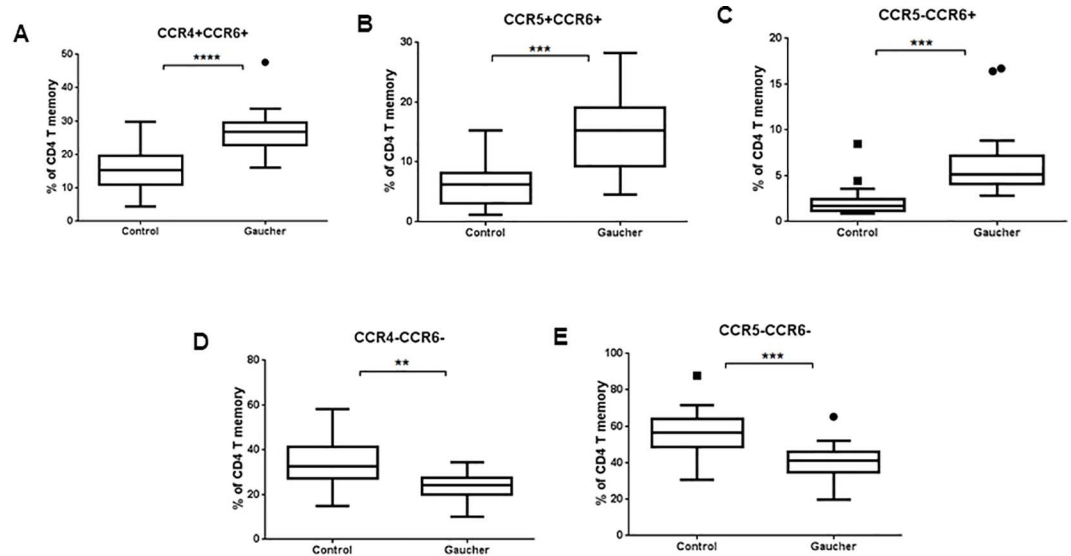 A
CCR4+CCR6+
****
50
40
30
20
10
0
% of CD4 T memory
Control Gaucher
B
CCR5+CCR6+
***
30
20
10
0
% of CD4 T memory
Control Gaucher
C
CCR5-CCR6+
***
20
15
10
5
0
% of CD4 T memory
Control Gaucher
D
CCR4-CCR6-
**
80
60
40
20
0
% of CD4 T memory
Control Gaucher
E
CCR5-CCR6-
***
100
80
60
40
20
0
% of CD4 T memory
Control Gaucher